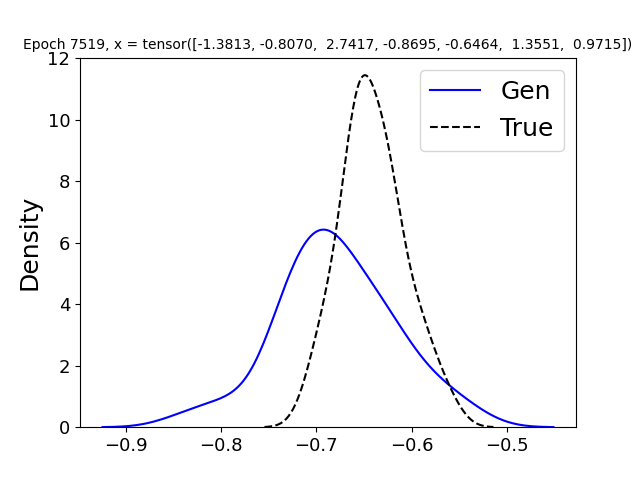 Epoch 7519, x = tensor([-1.3813, -0.8070,  2.7417, -0.8695, -0.6464,  1.3551,  0.9715])
12
10
8
6
4
2
0
Density
Gen
True
−0.9 −0.8 −0.7 −0.6 −0.5